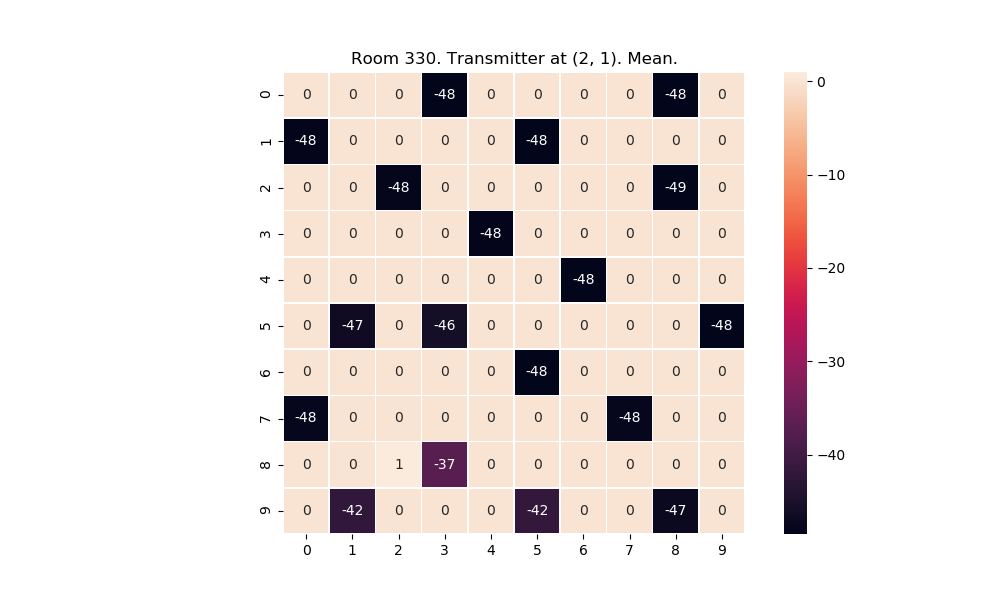 Room 330. Transmitter at (2, 1). Mean.
0 0 0 0 -48 0 0 0 0 -48 0
1 -48 0 0 0 0 -48 0 0 0 0
2 0 0 -48 0 0 0 0 0 -49 0
3 0 0 0 0 -48 0 0 0 0 0
4 0 0 0 0 0 0 -48 0 0 0
5 0 -47 0 -46 0 0 0 0 0 -48
6 0 0 0 0 0 -48 0 0 0 0
7 -48 0 0 0 0 0 0 -48 0 0
8 0 0 1 -37 0 0 0 0 0 0
9 0 -42 0 0 0 -42 0 0 -47 0
0 1 2 3 4 5 6 7 8 9
0
−10
−20
−30
−40